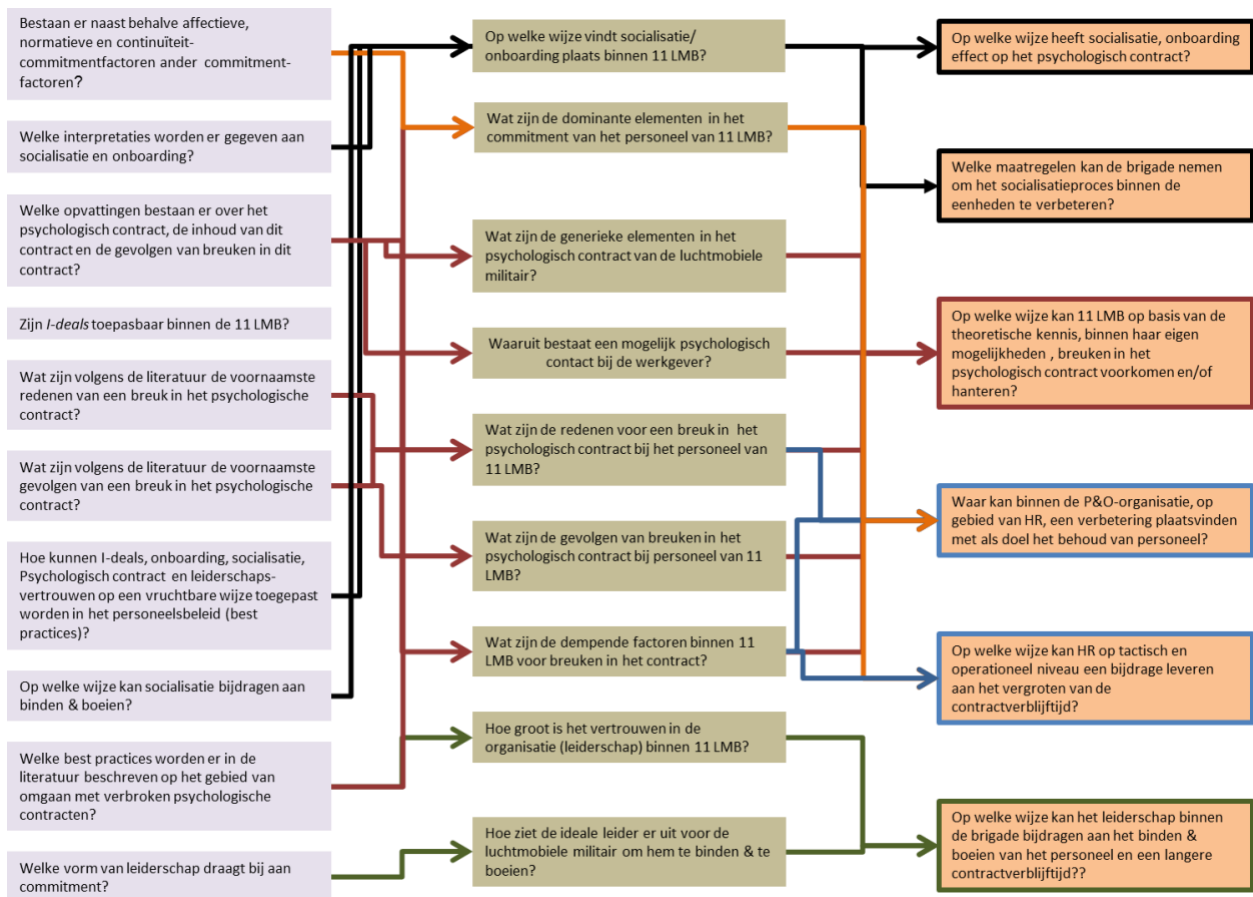 Bestaan er naast behalve affectieve,
normatieve en continuïteit-
commitmentfactoren ander commitment-
factoren?
Welke interpretaties worden er gegeven aan
socialisatie en onboarding?
Welke opvattingen bestaan er over het
psychologisch contract, de inhoud van dit
contract en de gevolgen van breuken in dit
contract?
Zijn I-deals toepasbaar binnen de 11 LMB?
Wat zijn volgens de literatuur de voornaamste
redenen van een breuk in het psychologische
contract?
Wat zijn volgens de literatuur de voornaamste
gevolgen van een breuk in het psychologische
contract?
Hoe kunnen I-deals, onboarding, socialisatie,
Psychologisch contract en leiderschaps-
vertrouwen op een vruchtbare wijze toegepast
worden in het personeelsbeleid (best
practices)?
Op welke wijze kan socialisatie bijdragen aan
binden & boeien?
Welke best practices worden er in de
literatuur beschreven op het gebied van
omgaan met verbroken psychologische
contracten?
Welke vorm van leiderschap draagt bij aan
commitment?
Op welke wijze vindt socialisatie/
onboarding plaats binnen 11 LMB?
Wat zijn de dominante elementen in het
commitment van het personeel van 11 LMB?
Wat zijn de generieke elementen in het
psychologisch contract van de luchtmobiele
militair?
Waaruit bestaat een mogelijk psychologisch
contact bij de werkgever?
Wat zijn de redenen voor een breuk in het
psychologisch contract bij het personeel van
11 LMB?
Wat zijn de gevolgen van breuken in het
psychologisch contract bij personeel van 11
LMB?
Wat zijn de dempende factoren binnen 11
LMB voor breuken in het contract?
Hoe groot is het vertrouwen in de
organisatie (leiderschap) binnen 11 LMB?
Hoe ziet de ideale leider er uit voor de
luchtmobiele militair om hem te binden & te
boeien?
Op welke wijze heeft socialisatie, onboarding
effect op het psychologisch contract?
Welke maatregelen kan de brigade nemen
om het socialisatieproces binnen de
eenheden te verbeteren?
Op welke wijze kan 11 LMB op basis van de
theoretische kennis, binnen haar eigen
mogelijkheden , breuken in het
psychologisch contract voorkomen en/of
hanteren?
Waar kan binnen de P&O-organisatie, op
gebied van HR, een verbetering plaatsvinden
met als doel het behoud van personeel?
Op welke wijze kan HR op tactisch en
operationeel niveau een bijdrage leveren
aan het vergroten van de
contractverblijftijd?
Op welke wijze kan het leiderschap binnen
de brigade bijdragen aan het binden &
boeien van het personeel en een langere
contractverblijftijd??